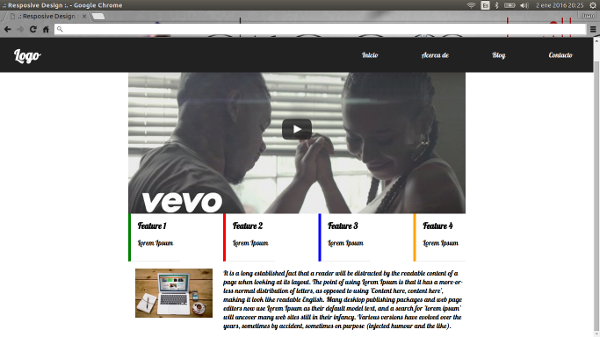 .: Resposive Design :. - Google Chrome
Es
2 ene 2016 20:25
.: Resposive Design :.
Logo
Inicio
Acerca de
Blog
Contacto
vevo
Feature 1
Feature 2
Feature 3
Feature 4
Lorem Ipsum
Lorem Ipsum
Lorem Ipsum
Lorem Ipsum
It is a long established fact that a reader will be distracted by the readable content of a
page when looking at its layout. The point of using Lorem Ipsum is that it has a more-or-
less normal distribution of letters, as opposed to using 'Content here, content here',
making it look like readable English. Many desktop publishing packages and web page
editors now use Lorem Ipsum as their default model text, and a search for 'lorem ipsum'
will uncover many web sites still in their infancy. Various versions have evolved over the
years, sometimes by accident, sometimes on purpose (injected humour and the like).